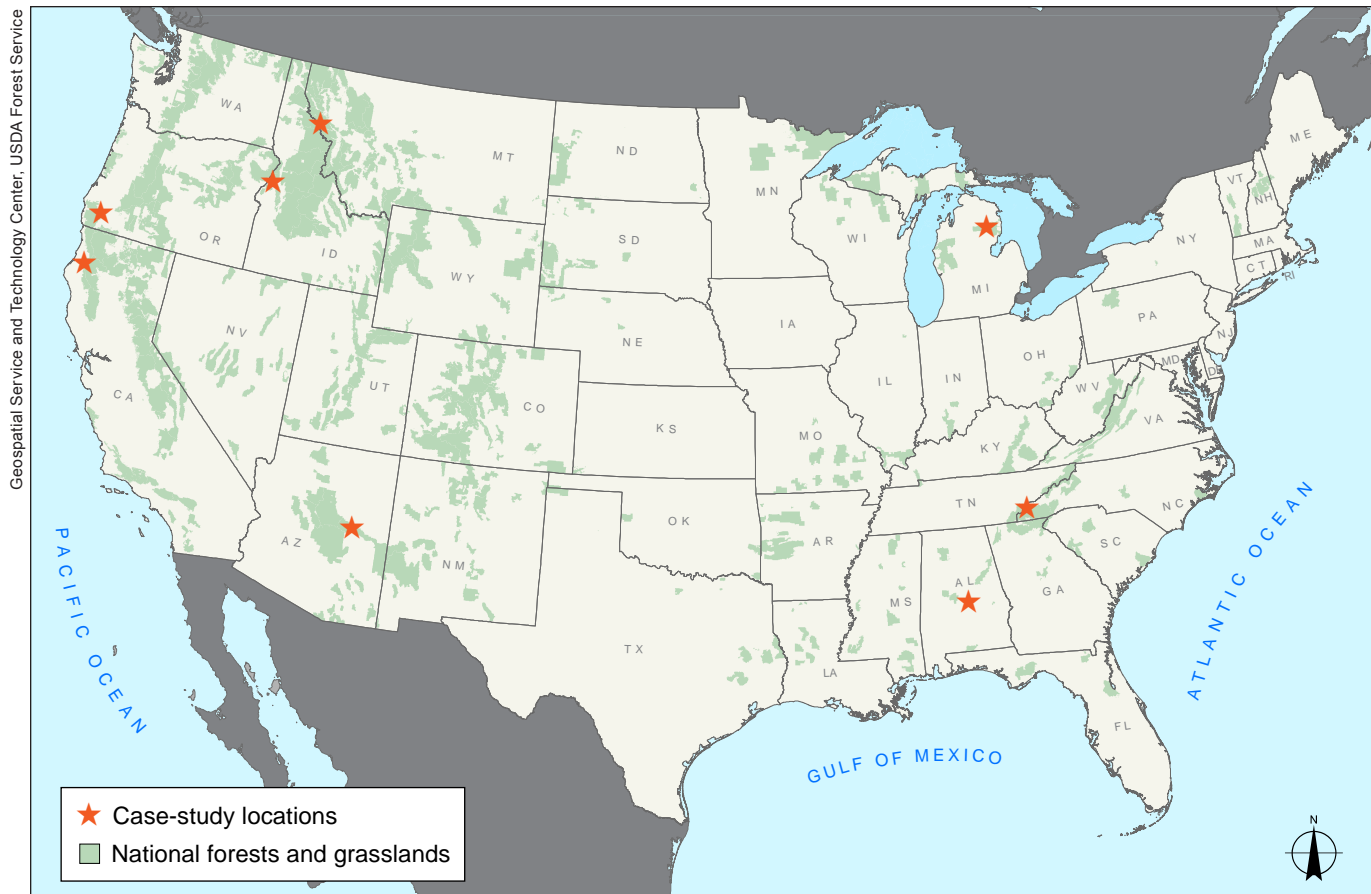 Geospatial Service and Technology Center, USDA Forest Service
WA
MT
ND
MN
ME
VT
NH
OR
ID
SD
WI
MI
NY
MA
CT
RI
WY
IA
PA
NJ
NV
NE
OH
MD
DE
UT
IL
IN
WV
CA
CO
KS
MO
KY
VA
TN
NC
OK
AR
AZ
NM
SC
MS
AL
GA
TX
LA
FL
PACIFIC OCEAN
ATLANTIC OCEAN
GULF OF MEXICO
Case-study locations
National forests and grasslands
N